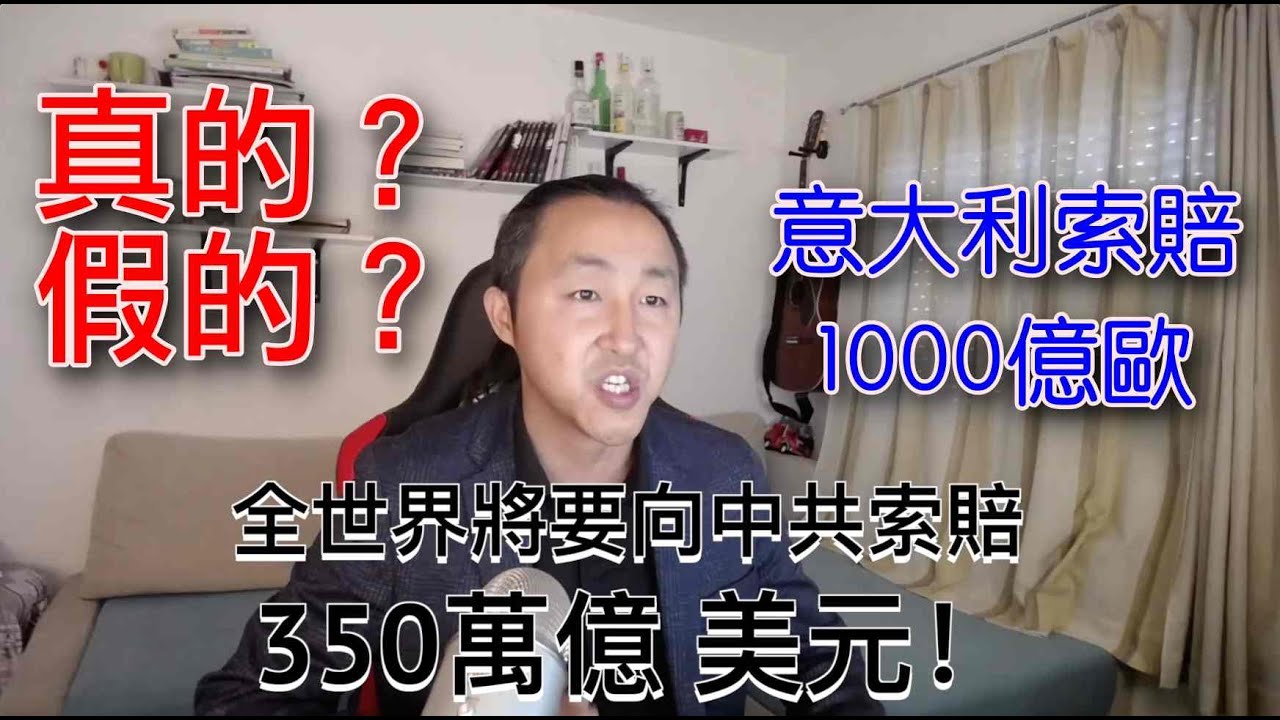 真的？
假的？
意大利索賠
1000億歐
全世界將要向中共索賠
350萬億 美元！